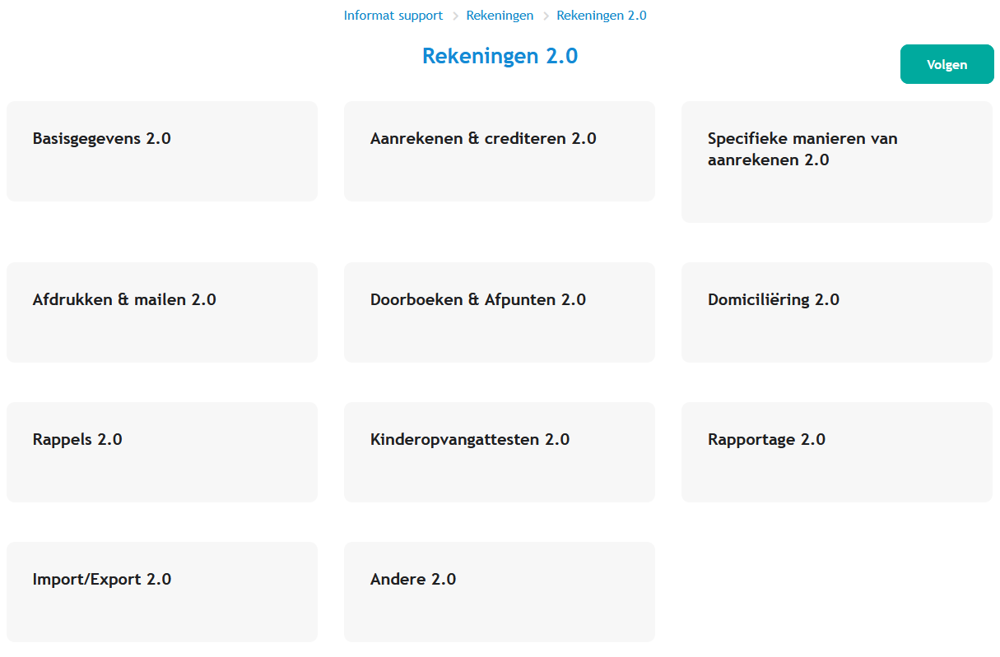 Informat support > Rekeningen > Rekeningen 2.0
Rekeningen 2.0
Volgen
Basisgegevens 2.0
Aanrekenen & crediteren 2.0
Specifieke manieren van
aanrekenen 2.0
Afdrukken & mailen 2.0
Doorboeken & Afpunten 2.0
Domiciliëring 2.0
Rappels 2.0
Kinderopvangattesten 2.0
Rapportage 2.0
Import/Export 2.0
Andere 2.0